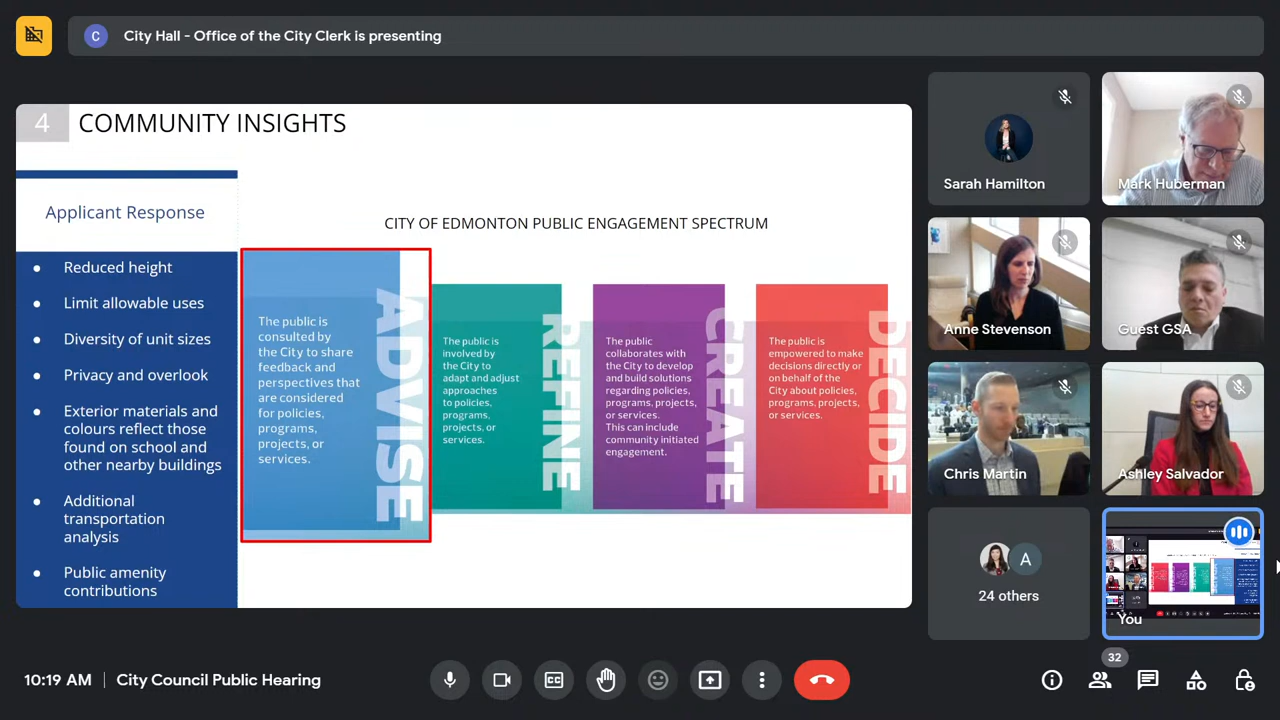 C
City Hall - Office of the City Clerk is presenting
4
COMMUNITY INSIGHTS
Applicant Response
Reduced height
Limit allowable uses
Diversity of unit sizes
Privacy and overlook
Exterior materials and
colours reflect those
found on school and
other nearby buildings
Additional
transportation
analysis
Public amenity
contributions
CITY OF EDMONTON PUBLIC ENGAGEMENT SPECTRUM
The public is
consulted by
the City to share
feedback and
perspectives that
are considered
for policies,
programs,
projects, or
services.
ADVISE
The public is
involved by
the City to
adapt and adjust
approaches
to policies,
programs,
projects, or
services.
REFINE
The public
collaborates with
the City to develop
and build solutions
regarding policies,
programs, projects,
or services.
This can include
community initiated
engagement.
CREATE
The public is
empowered to make
decisions directly or
on behalf of the
City about policies,
programs, projects,
or services.
DECIDE
Sarah Hamilton
Mark Huberman
Anne Stevenson
Guest GSA
Chris Martin
Ashley Salvador
A
24 others
You
10:19 AM
City Council Public Hearing
CC
32